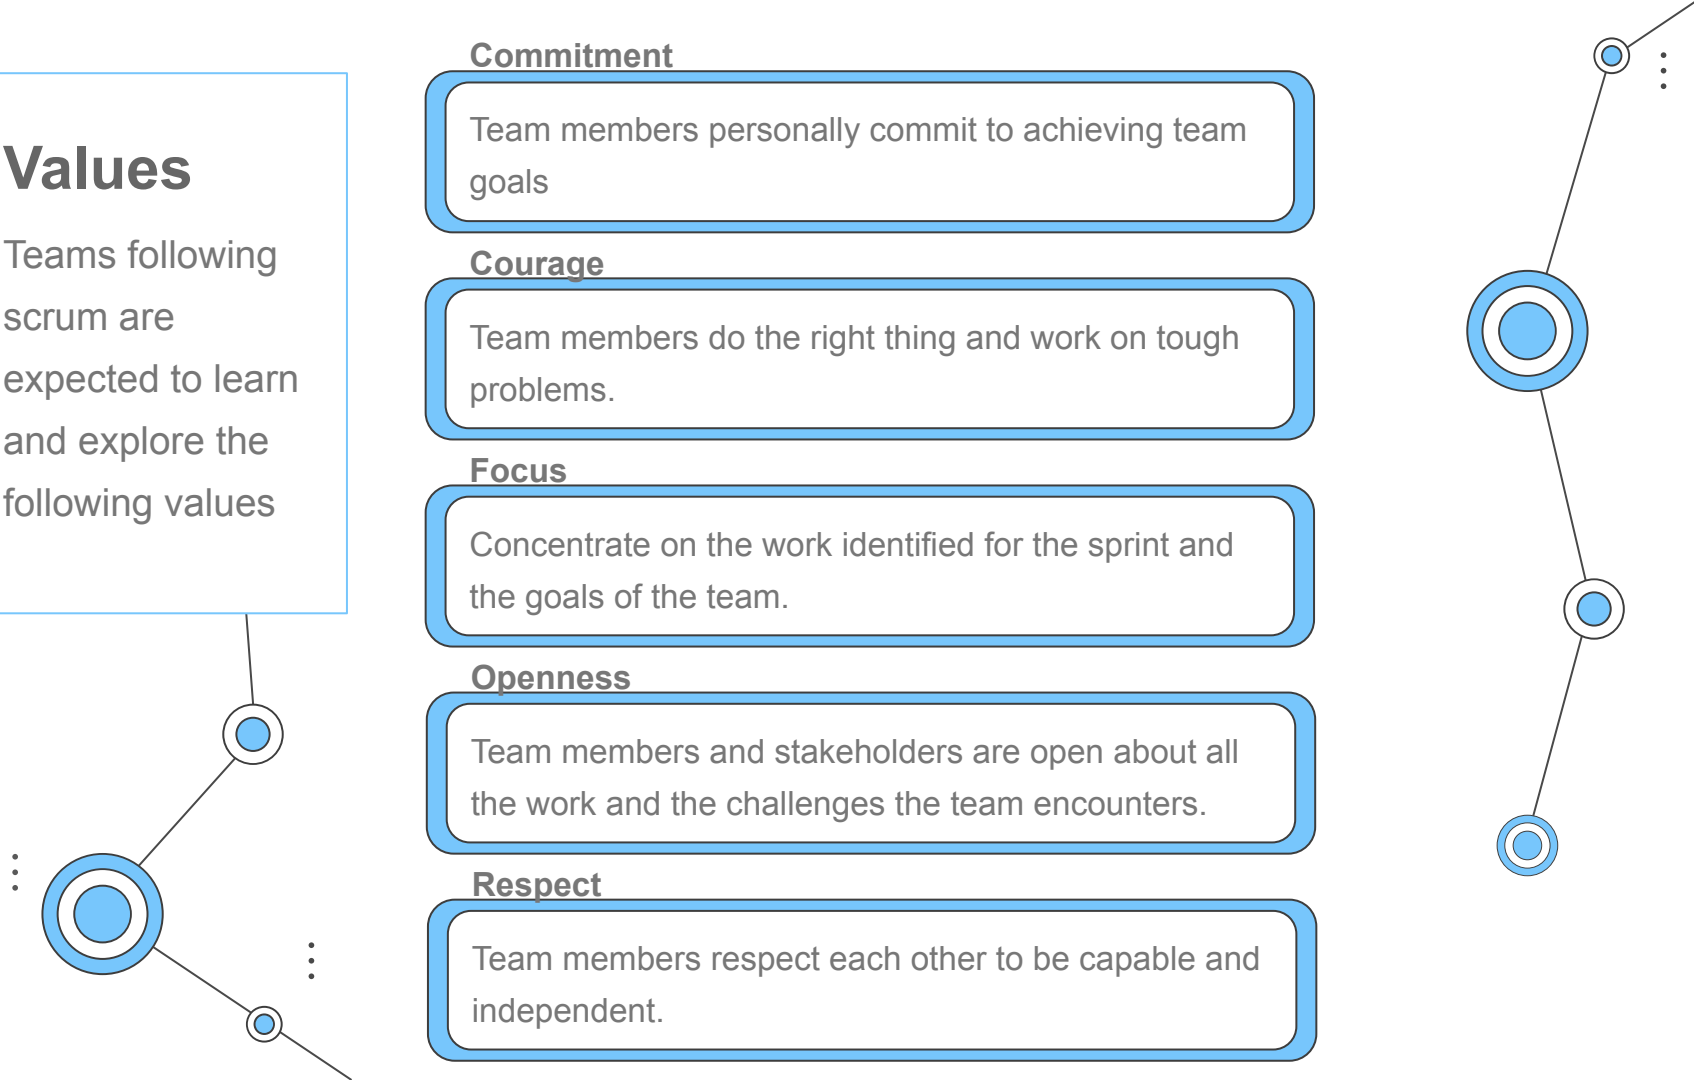 Values
Teams following
scrum are
expected to learn
and explore the
following values
Commitment
Team members personally commit to achieving team
goals
Courage
Team members do the right thing and work on tough
problems.
Focus
Concentrate on the work identified for the sprint and
the goals of the team.
Openness
Team members and stakeholders are open about all
the work and the challenges the team encounters.
Respect
Team members respect each other to be capable and
independent.